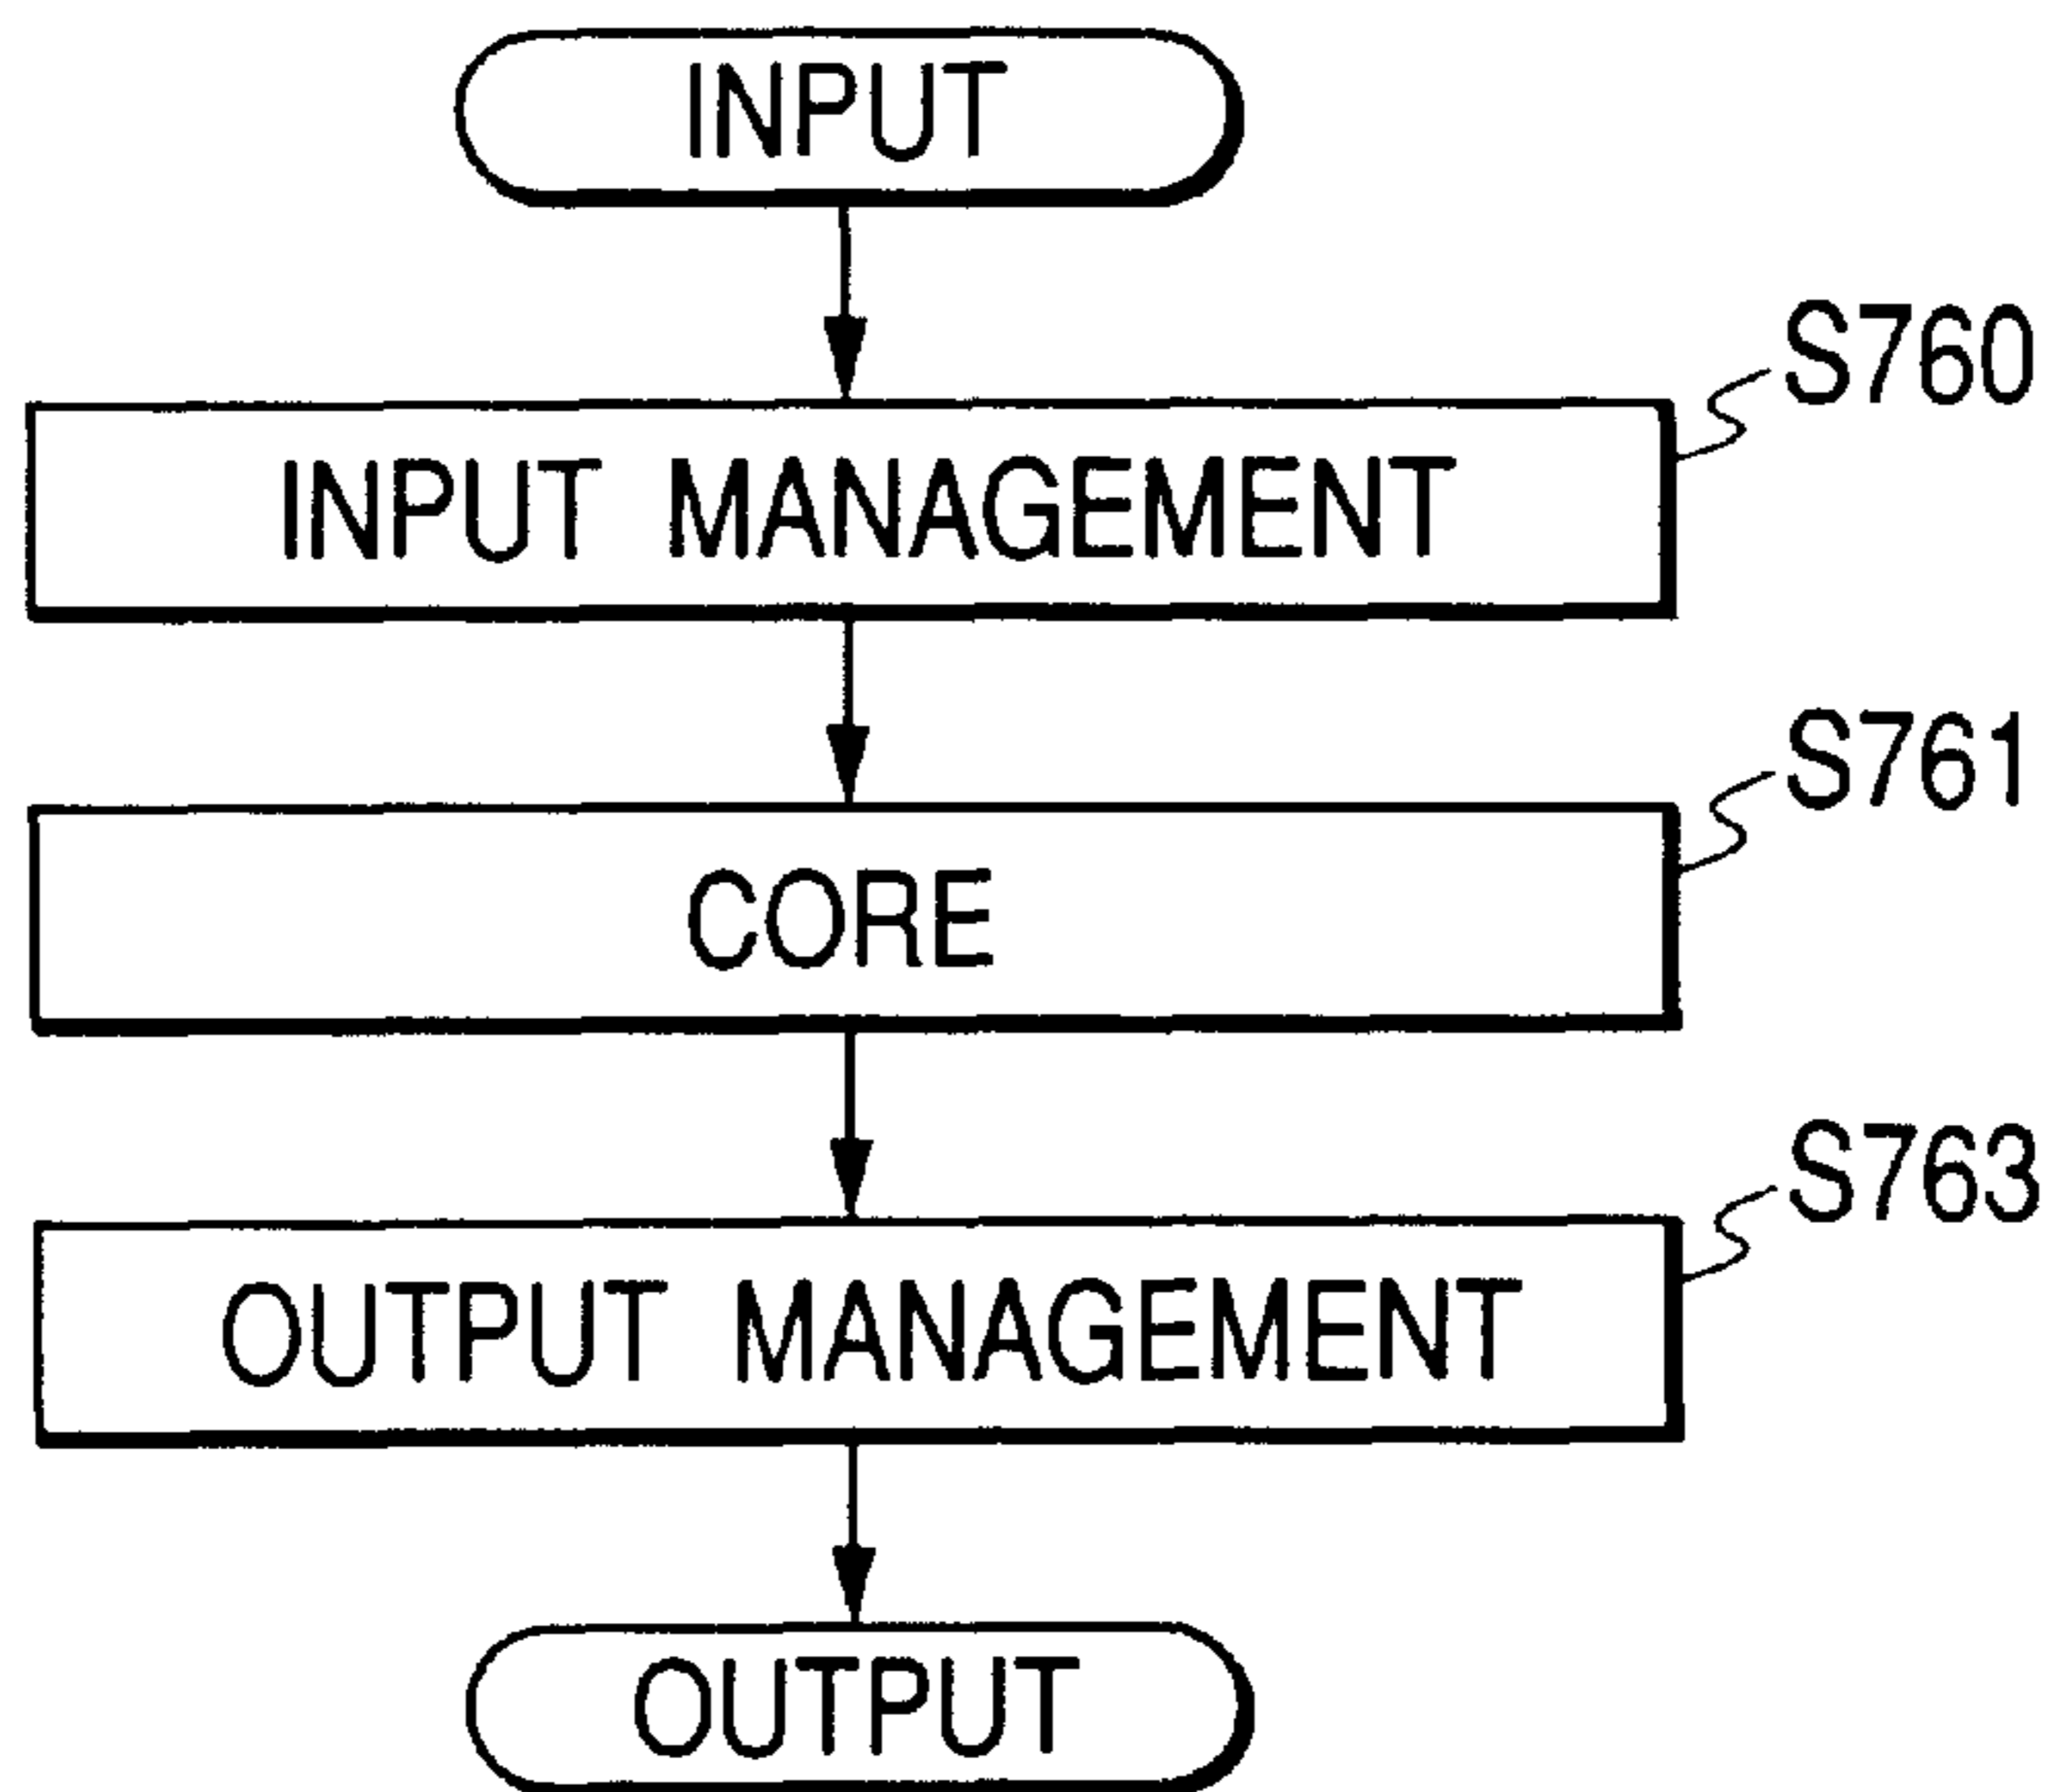 INPUT
S760
INPUT MANAGEMENT
S761
CORE
S763
OUTPUT MANAGEMENT
OUTPUT